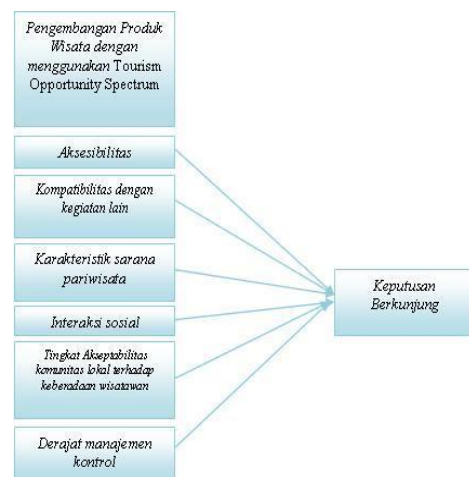 Pengembangan Produk
Wisata dengan
menggunakan Tourism
Opportunity Spectrum
Aksesibilitas
Kompatibilitas dengan
kegiatan lain
Karakteristik sarana
pariwisata
Interaksi sosial
Tingkat Akseptabilitas
komunitas lokal terhadap
keberadaan wisatawan
Derajat manajemen
kontrol
Keputusan
Berkunjung